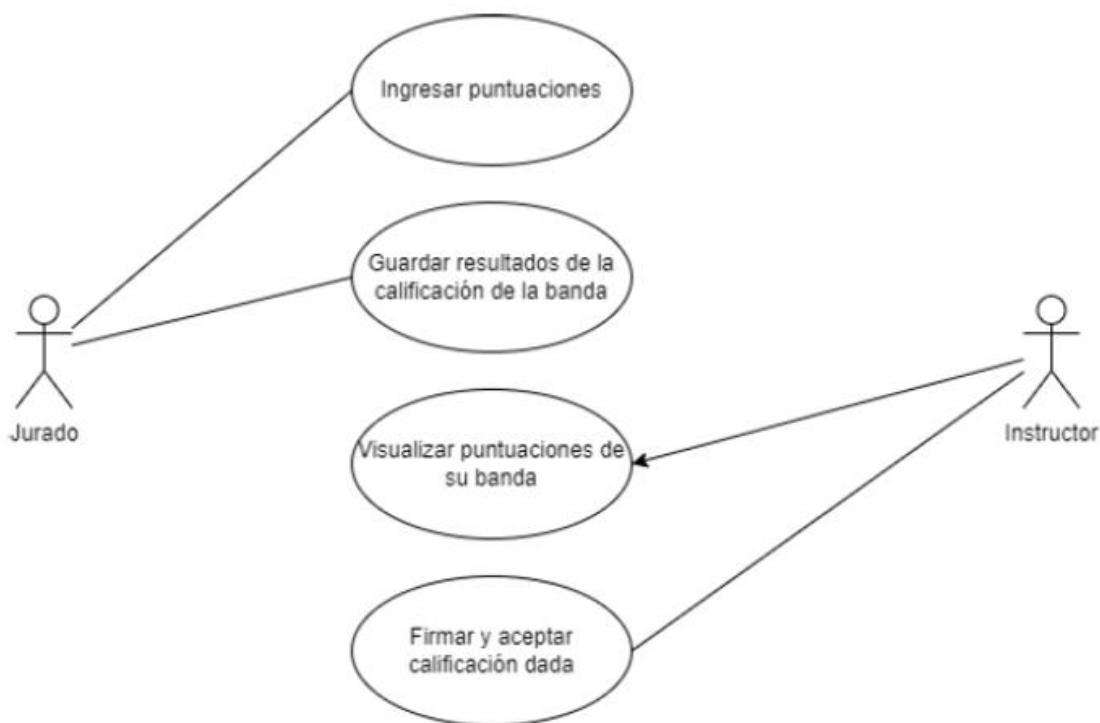 Ingresar puntuaciones
Guardar resultados de la
calificación de la banda
Jurado
Visualizar puntuaciones de
su banda
Instructor
Firmar y aceptar
calificación dada